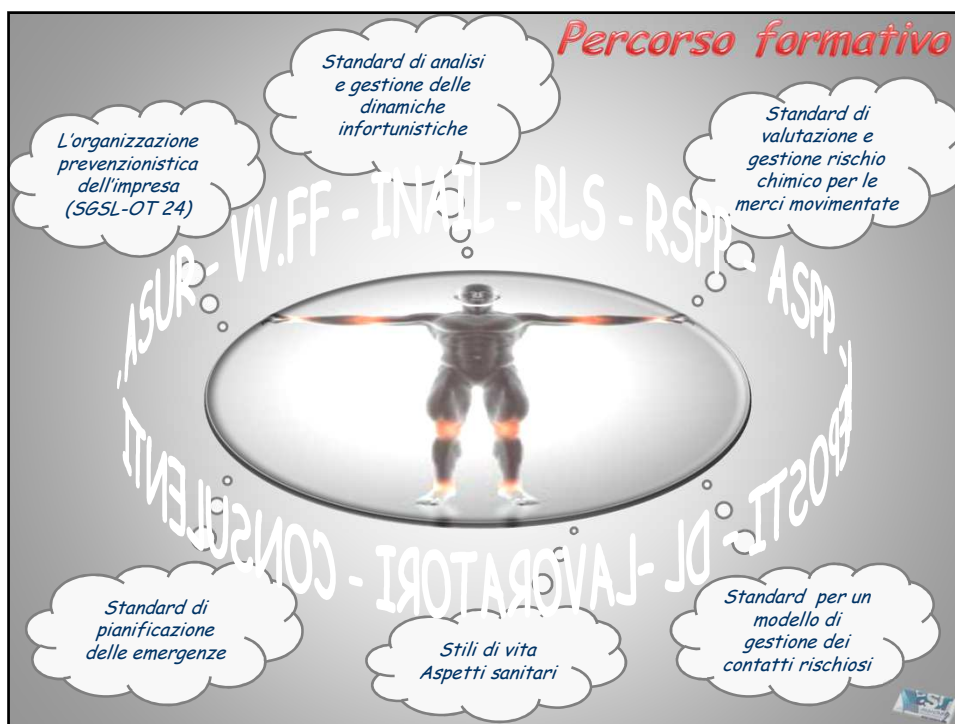 Percorso formativo
Standard di analisi
e gestione delle
dinamiche
infortunistiche
L'organizzazione
prevenzionistica
dell'impresa
(SGSL-OT 24)
Standard di
valutazione e
gestione rischio
chimico per le
merci movimentate
ASUR - VV.FF - INAIL - RLS - RSPP - ASPP -
EPOSTI - DL -LAVORATORI - CONSULENTI
Standard di
pianificazione
delle emergenze
Stili di vita
Aspetti sanitari
Standard per un
modello di
gestione dei
contatti rischiosi